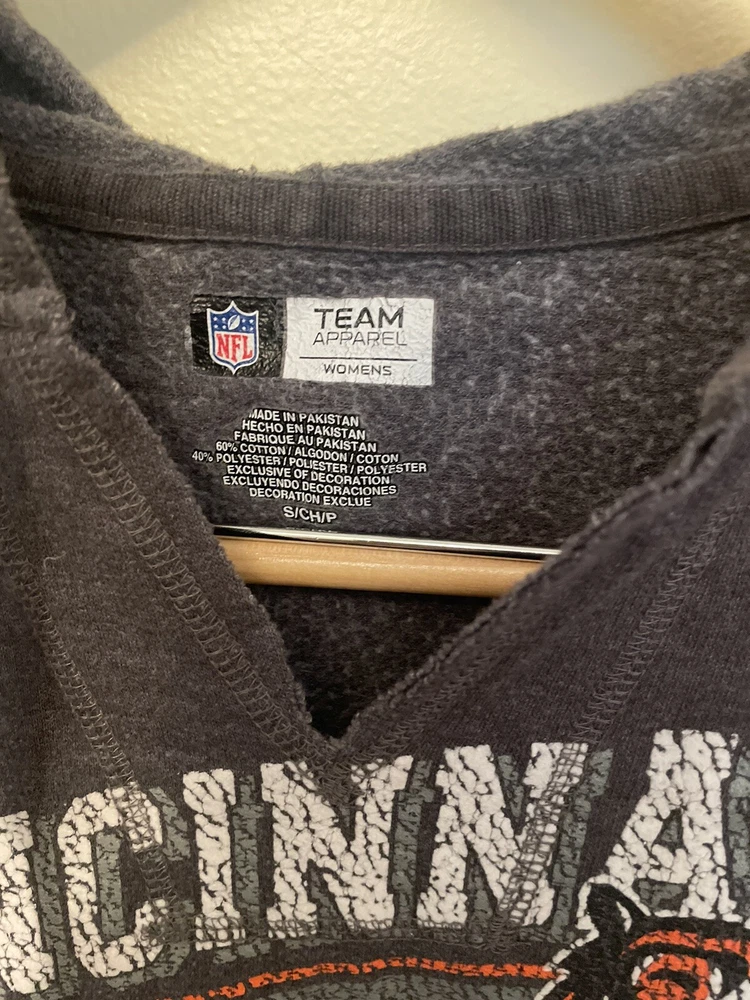 NFL
TEAM
APPAREL
WOMENS
MADE IN PAKISTAN
HECHO EN PAKISTAN
FABRIQUE AU PAKISTAN
60% COTTON / ALGODON / COTON
40% POLYESTER / POLIESTER / POLYESTER
EXCLUSIVE OF DECORATION
EXCLUYENDO DECORACIONES
DECORATION EXCLUE
S/CH/P
NCINNA